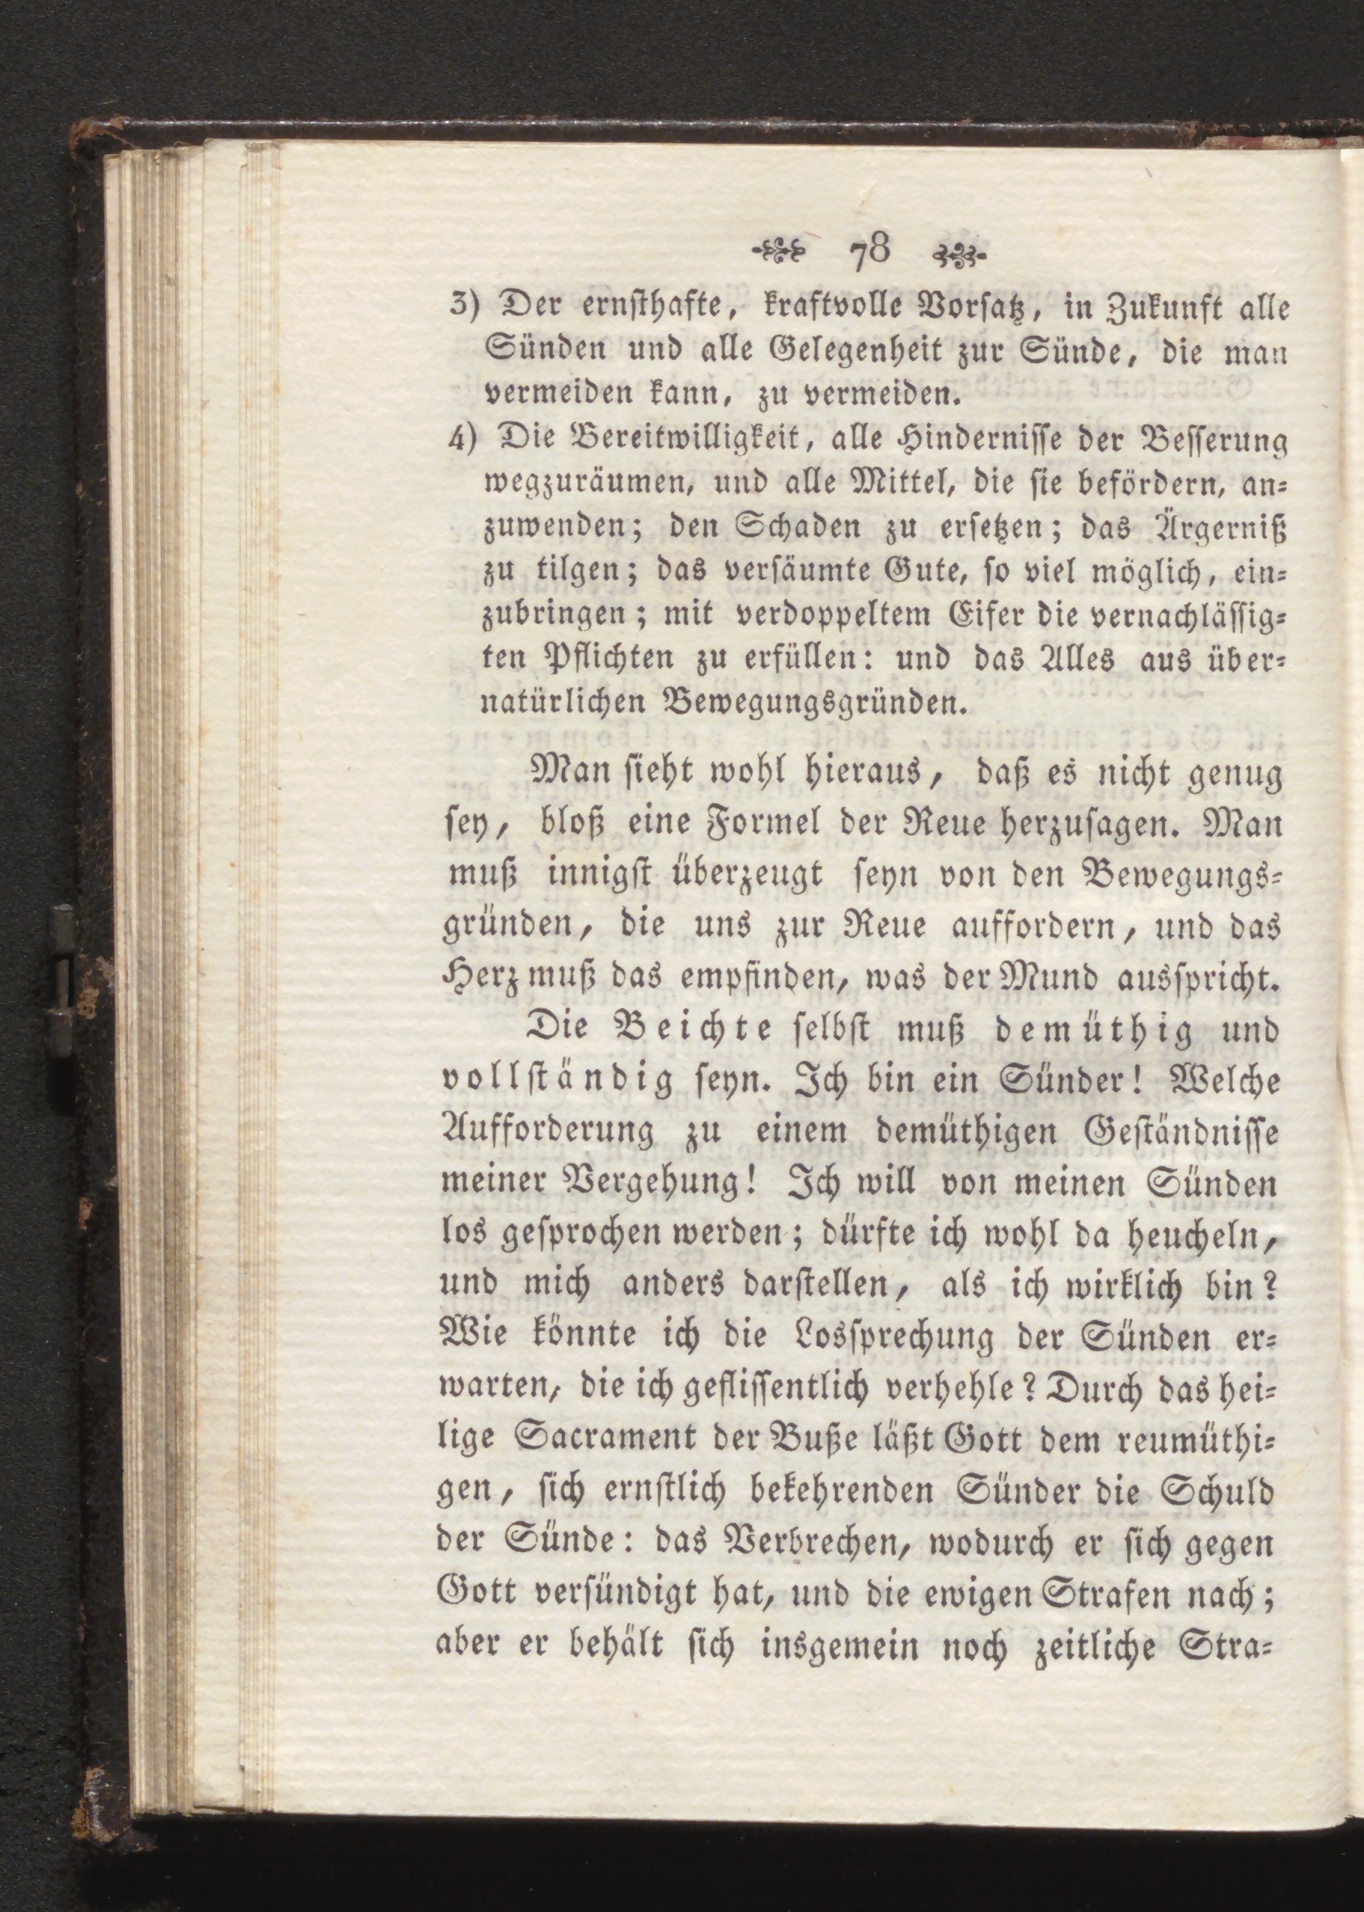 78
3) Der ernsthafte, kraftvolle Vorsatz, in Zukunft alle
Sünden und alle Gelegenheit zur Sünde, die man
vermeiden kann, zu vermeiden.
4) Die Bereitwilligkeit, alle Hindernisse der Besserung
wegzuräumen, und alle Mittel, die sie befördern, an-
zuwenden; den Schaden zu ersetzen; das Ärgerniß
zu tilgen; das versäumte Gute, so viel möglich, ein-
zubringen; mit verdoppeltem Eifer die vernachlässig-
ten Pflichten zu erfüllen: und das Alles aus über-
natürlichen Bewegungsgründen.
Man sieht wohl hieraus, daß es nicht genug
sey, bloß eine Formel der Reue herzusagen. Man
muß innigst überzeugt seyn von den Bewegungs-
gründen, die uns zur Reue auffordern, und das
Herz muß das empfinden, was der Mund ausspricht.
Die Beichte selbst muß demüthig und
vollständig seyn. Ich bin ein Sünder! Welche
Aufforderung zu einem demüthigen Geständnisse
meiner Vergehung! Ich will von meinen Sünden
los gesprochen werden; dürfte ich wohl da heucheln,
und mich anders darstellen, als ich wirklich bin?
Wie könnte ich die Lossprechung der Sünden er-
warten, die ich geflissentlich verhehle? Durch das hei-
lige Sacrament der Buße läßt Gott dem reumüthi-
gen, sich ernstlich bekehrenden Sünder die Schuld
der Sünde: das Verbrechen, wodurch er sich gegen
Gott versündigt hat, und die ewigen Strafen nach;
aber er behält sich insgemein noch zeitliche Stra-